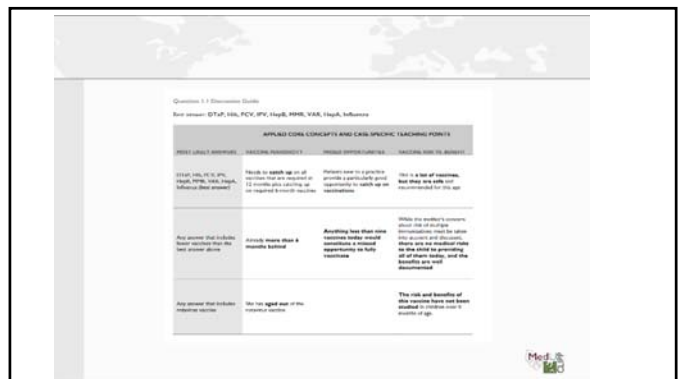 Question 1.1 Discussion Guide
Best answer: DTaP, Hib, PCV, IPV, HepB, MMR, VAR, HepA, Influenza
APPLIED CORE CONCEPTS AND CASE-SPECIFIC TEACHING POINTS
MOST LIKELY ANSWERS
VACCINE NECESSITY
MISSED OPPORTUNITIES
VACCINE RISK TO BENEFIT
DTaP, Hib, PCV, IPV,
HepB, MMR, VAR, HepA,
Influenza (best answer)
Needs to catch up on all
vaccines that are required at
12 months plus catching up
on required 6-month vaccines
Patients new to a practice
provide a particularly good
opportunity to catch up on
vaccinations
This is a lot of vaccines,
but they are safe and
recommended for this age
Any answer that includes
fewer vaccines than the
best answer above
Already more than 6
months behind
Anything less than nine
vaccines today would
constitute a missed
opportunity to fully
vaccinate
While the mother's concerns
about risk of multiple
immunizations must be taken
into account and discussed,
there are no medical risks
to the child to providing
all of them today, and the
benefits are well
documented
Any answer that includes
rotavirus vaccine
She has aged out of the
rotavirus vaccine
The risk and benefits of
this vaccine have not been
studied in children over 8
months of age.